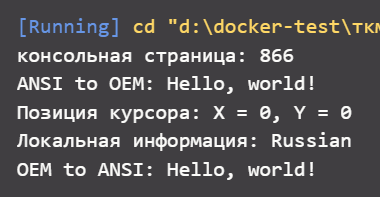 [Running] cd "d:\docker-test\ткм
консольная страница: 866
ANSI to OEM: Hello, world!
Позиция курсора: X = 0, Y = 0
Локальная информация: Russian
OEM to ANSI: Hello, world!